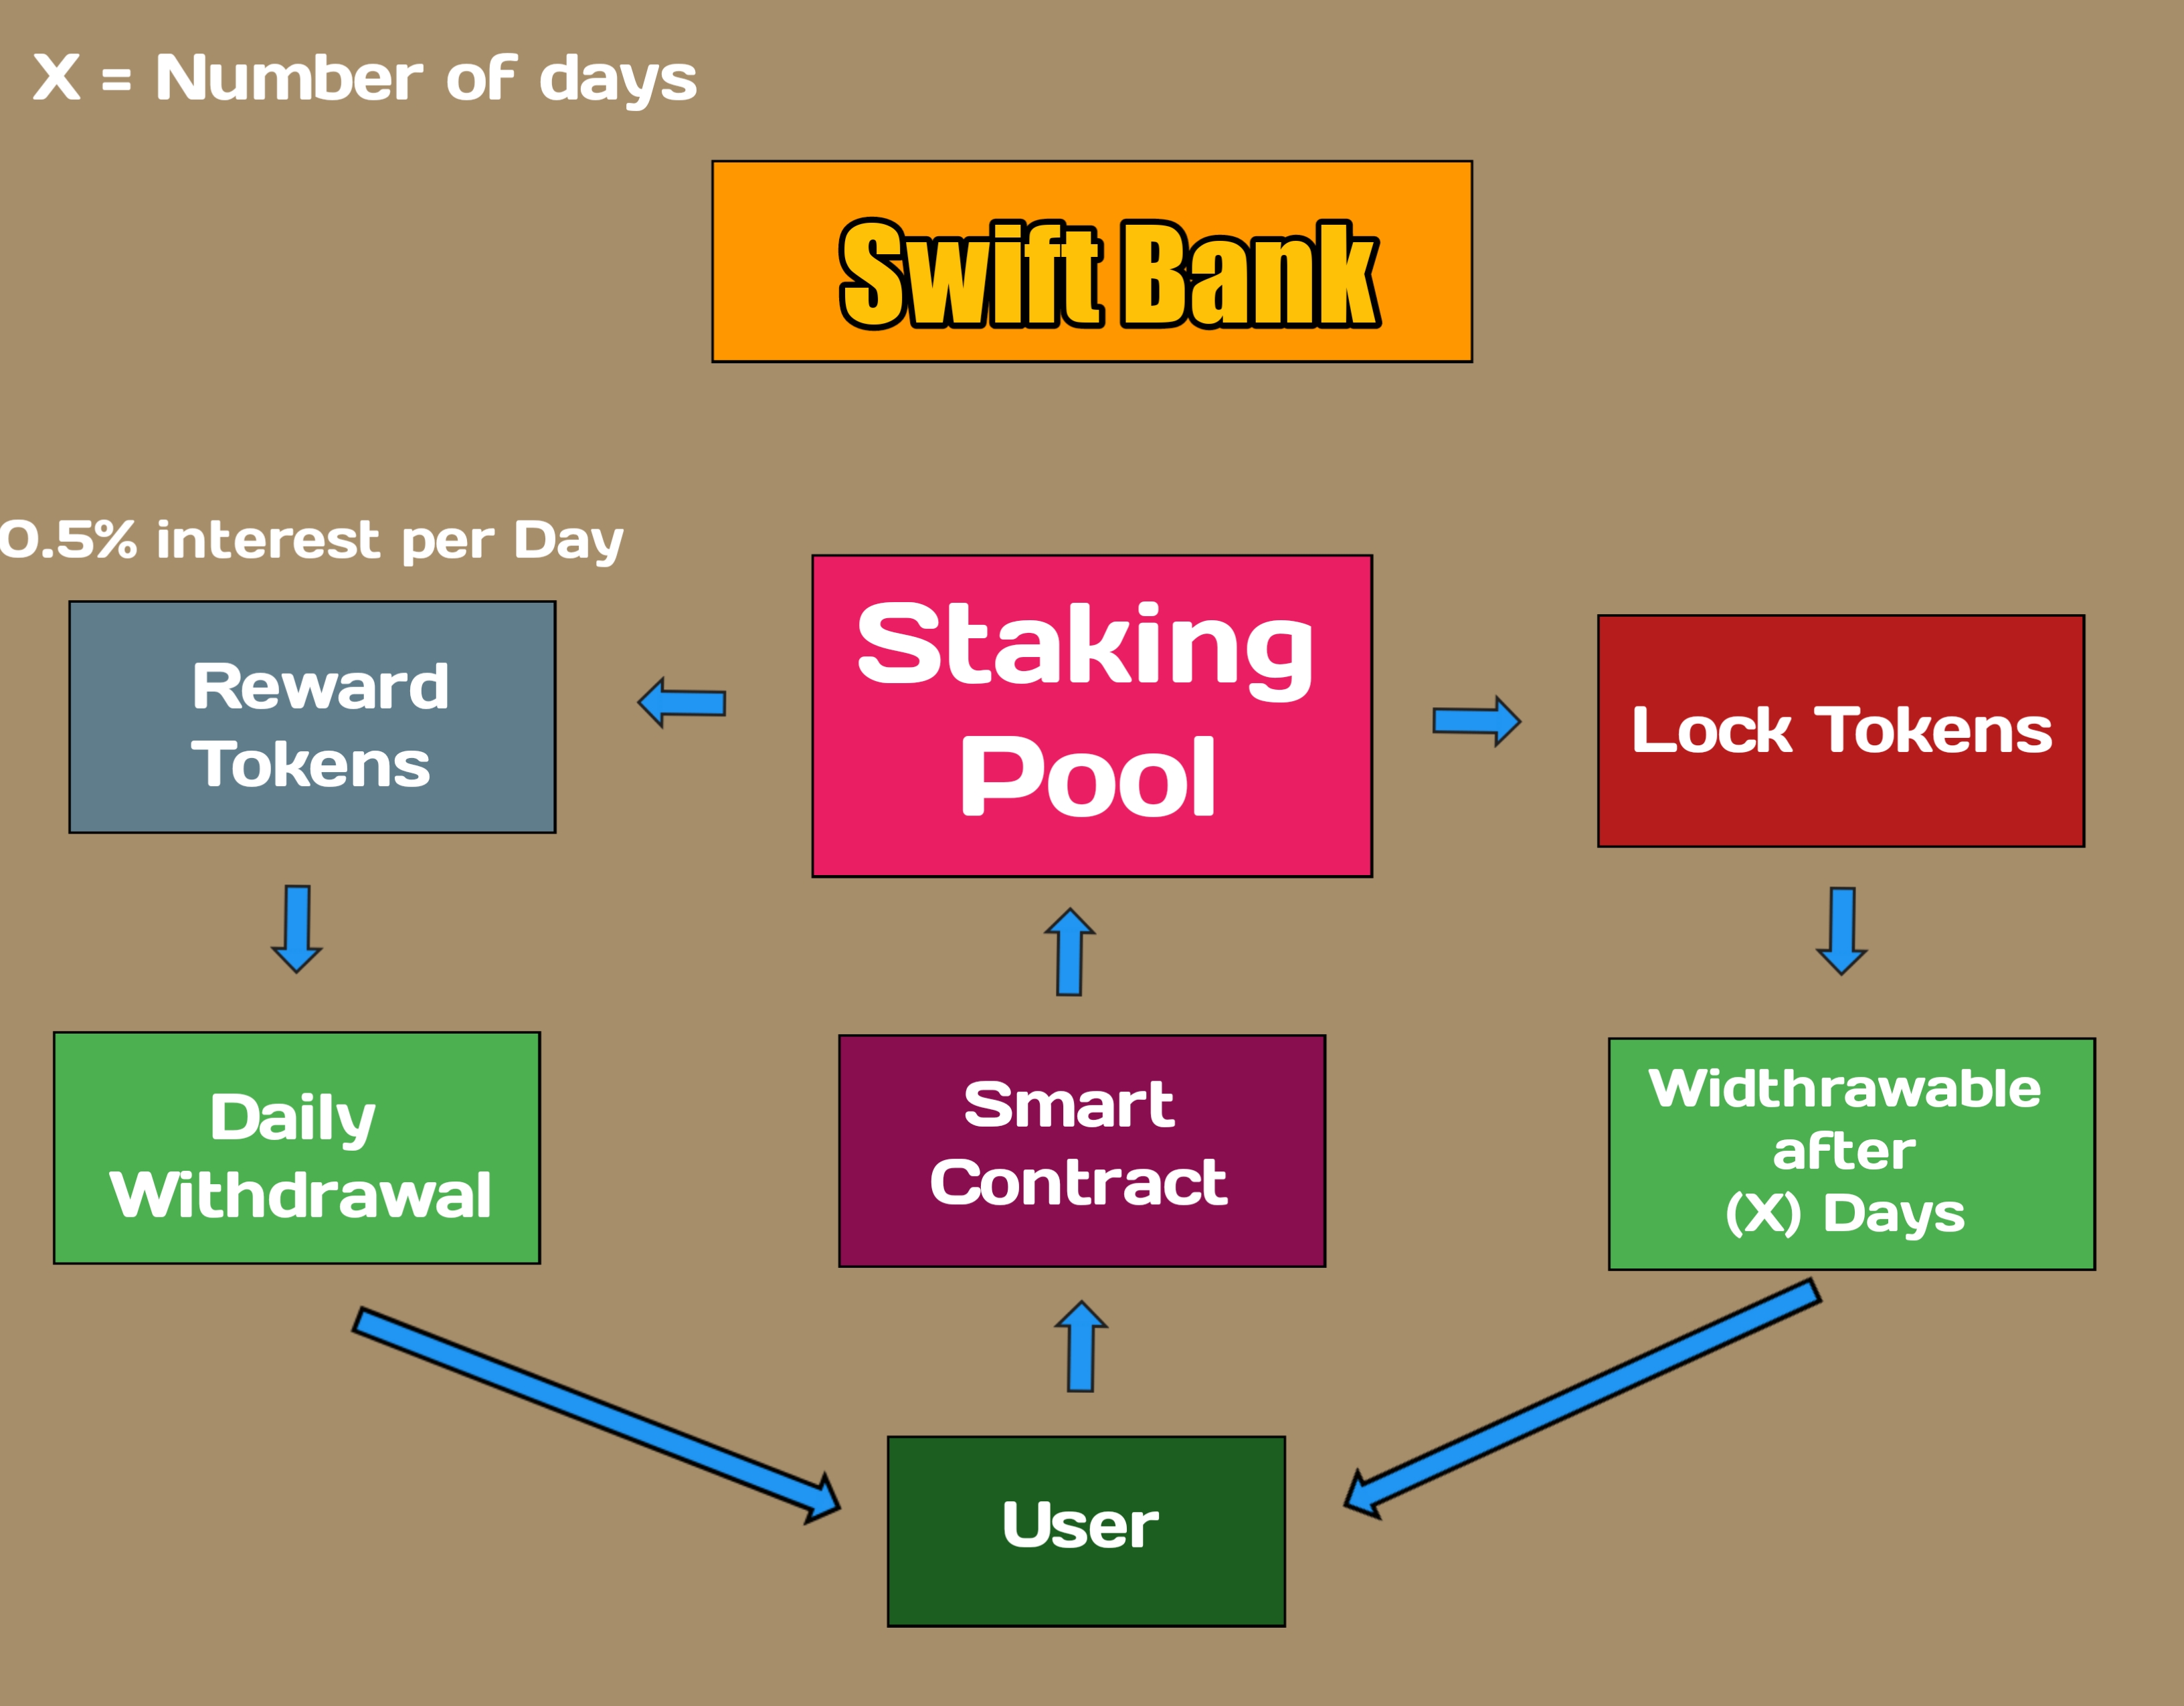 X = Number of days
Swift Bank
0.5% interest per Day
Reward
Tokens
Staking
Pool
Lock Tokens
Daily
Withdrawal
Smart
Contract
Widthrawable
after
(X) Days
User